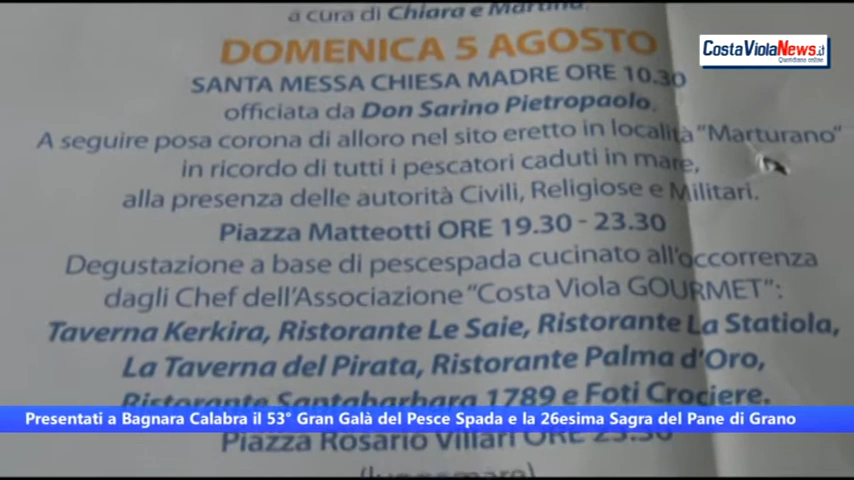 a cura di Chiara e Martina.
DOMENICA 5 AGOSTO
CostaViolaNews.it
Quotidiano online
SANTA MESSA CHIESA MADRE ORE 10.30
officiata da Don Sarino Pietropaolo.
A seguire posa corona di alloro nel sito eretto in località "Marturano"
in ricordo di tutti i pescatori caduti in mare,
alla presenza delle autorità Civili, Religiose e Militari.
Piazza Matteotti ORE 19.30 - 23.30
Degustazione a base di pescespada cucinato all'occorrenza
dagli Chef dell'Associazione "Costa Viola GOURMET":
Taverna Kerkira, Ristorante Le Saie, Ristorante La Statiola,
La Taverna del Pirata, Ristorante Palma d'Oro,
Ristorante Santabarbara 1789 e Foti Crociere.
Presentati a Bagnara Calabra il 53° Gran Galà del Pesce Spada e la 26esima Sagra del Pane di Grano
Piazza Rosario Villari ORE 23.30
(lungomare)